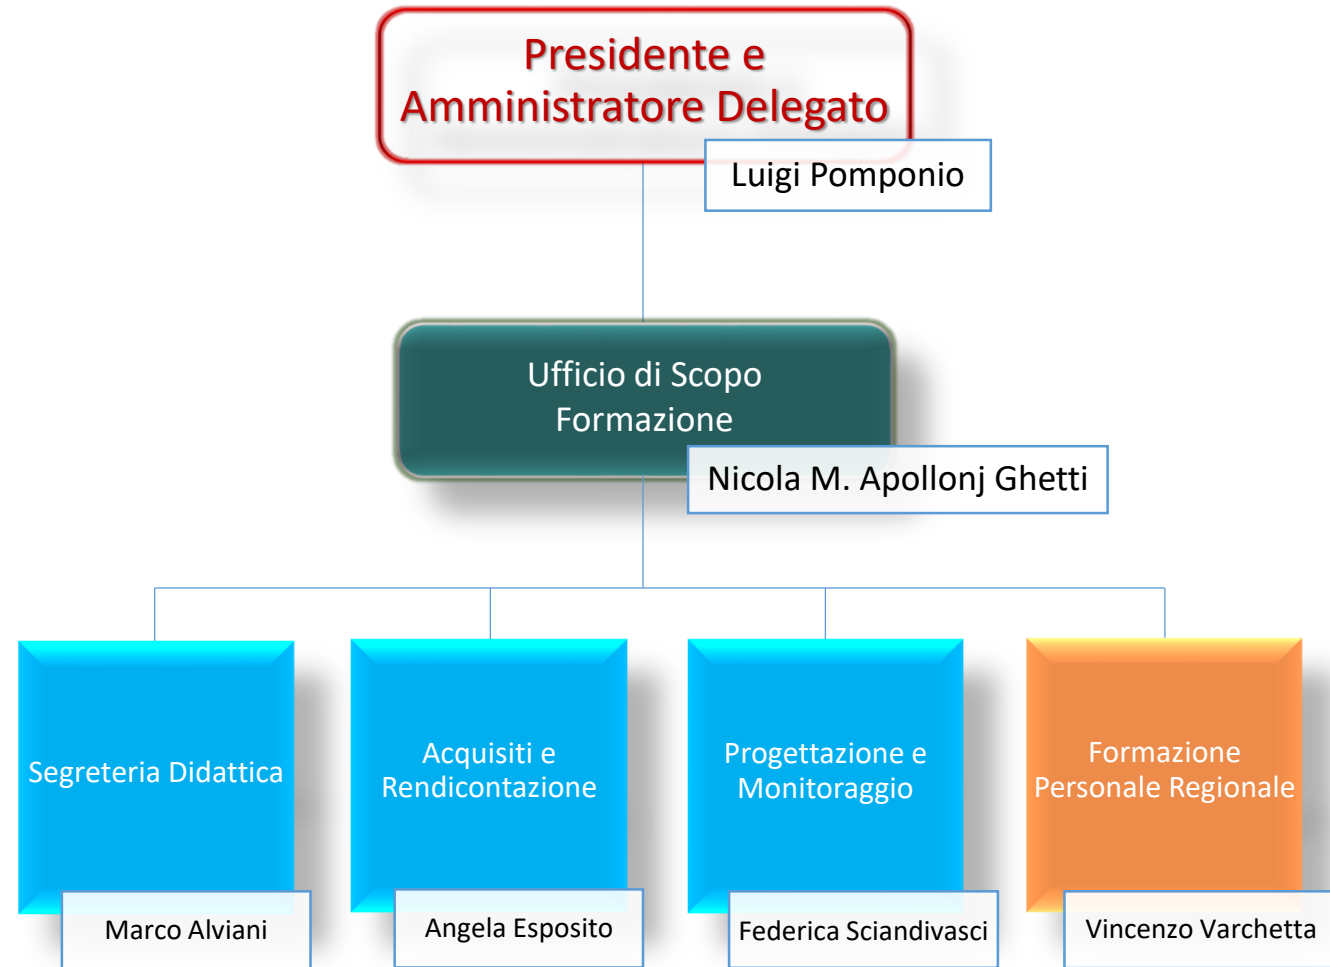 Presidente e
Amministratore Delegato
Luigi Pomponio
Ufficio di Scopo
Formazione
Nicola M. Apollonj Ghetti
Segreteria Didattica
Marco Alviani
Acquisiti e
Rendicontazione
Angela Esposito
Progettazione e
Monitoraggio
Federica Sciandivasci
Formazione
Personale Regionale
Vincenzo Varchetta